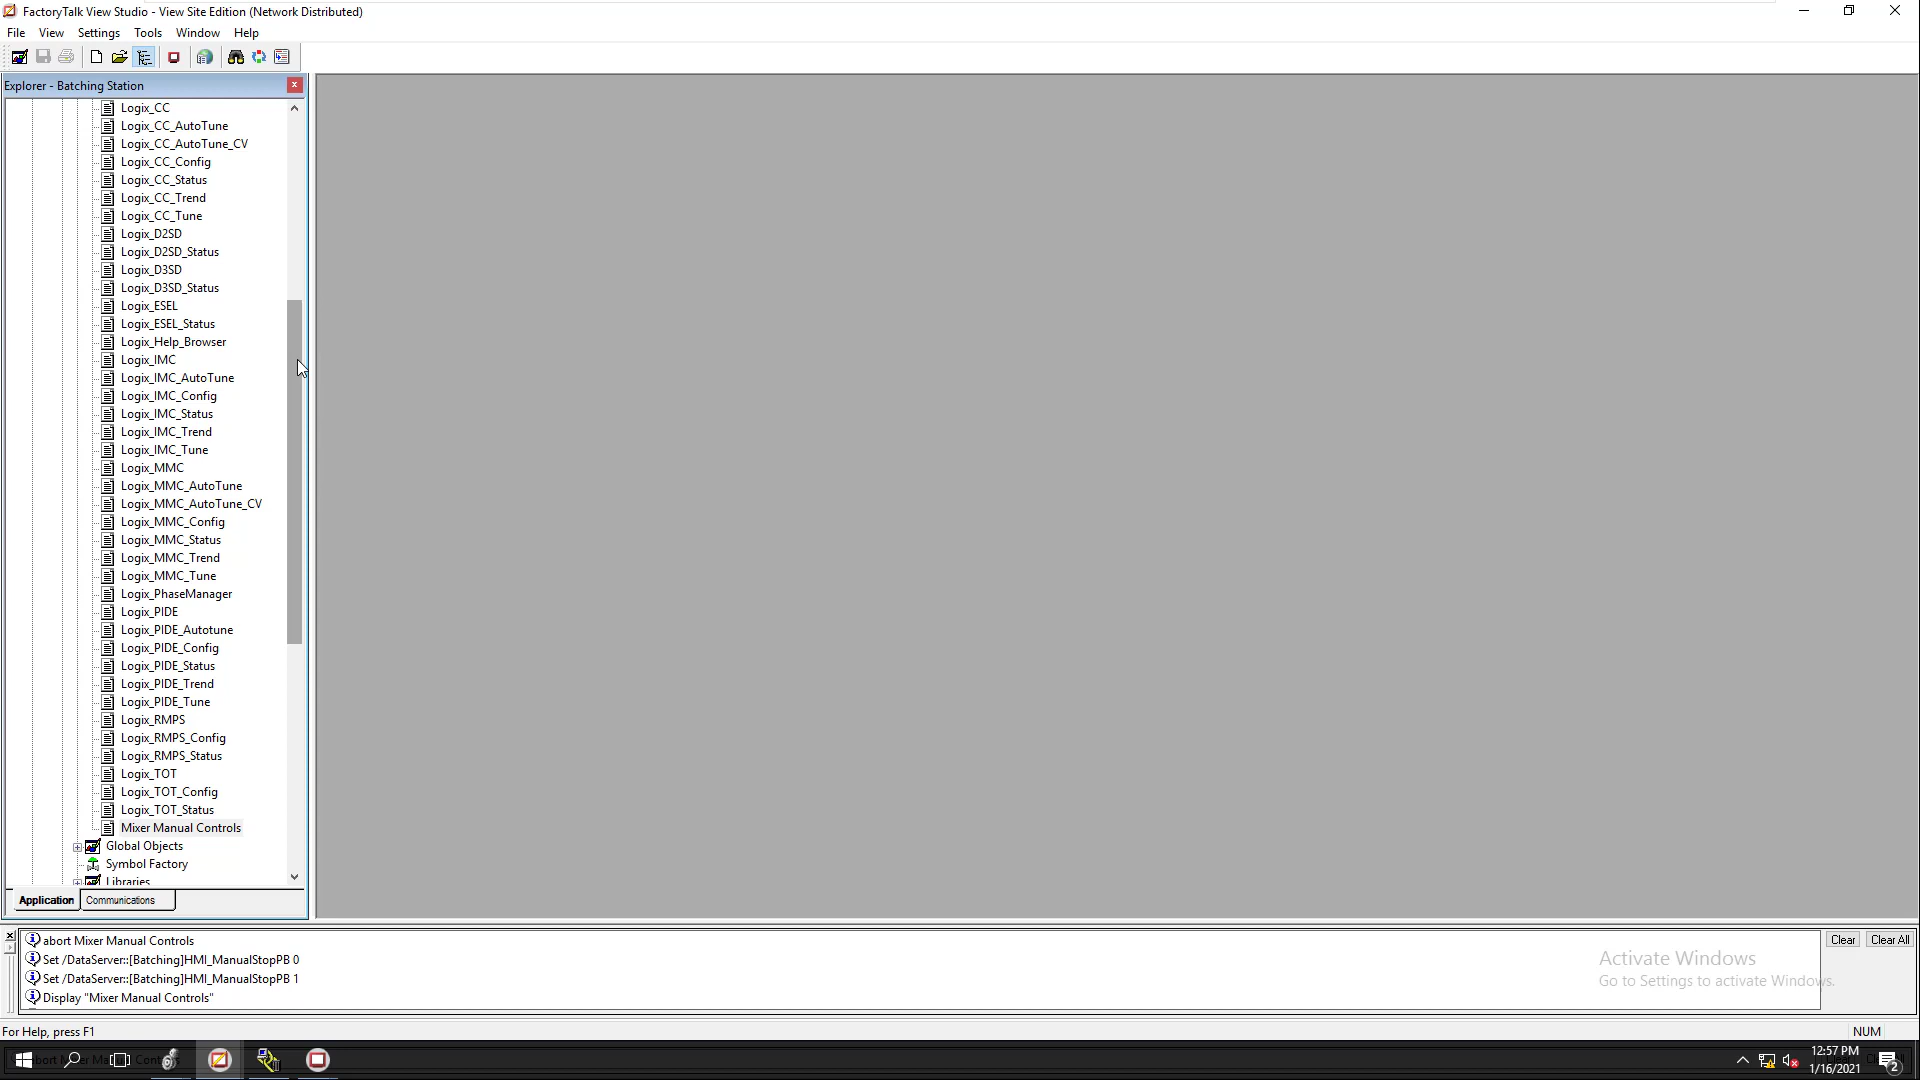 FactoryTalk View Studio - View Site Edition (Network Distributed)
File View Settings Tools Window Help
Explorer - Batching Station
Logix_CC
Logix_CC_AutoTune
Logix_CC_AutoTune_CV
Logix_CC_Config
Logix_CC_Status
Logix_CC_Trend
Logix_CC_Tune
Logix_D2SD
Logix_D2SD_Status
Logix_D3SD
Logix_D3SD_Status
Logix_ESEL
Logix_ESEL_Status
Logix_Help_Browser
Logix_IMC
Logix_IMC_AutoTune
Logix_IMC_Config
Logix_IMC_Status
Logix_IMC_Trend
Logix_IMC_Tune
Logix_MMC
Logix_MMC_AutoTune
Logix_MMC_AutoTune_CV
Logix_MMC_Config
Logix_MMC_Status
Logix_MMC_Trend
Logix_MMC_Tune
Logix_PhaseManager
Logix_PIDE
Logix_PIDE_Autotune
Logix_PIDE_Config
Logix_PIDE_Status
Logix_PIDE_Trend
Logix_PIDE_Tune
Logix_RMPS
Logix_RMPS_Config
Logix_RMPS_Status
Logix_TOT
Logix_TOT_Config
Logix_TOT_Status
Mixer Manual Controls
Global Objects
Symbol Factory
Libraries
Application Communications
abort Mixer Manual Controls
Set /DataServer::[Batching]HMI_ManualStopPB 0
Set /DataServer::[Batching]HMI_ManualStopPB 1
Display "Mixer Manual Controls"
Clear Clear All
Activate Windows
Go to Settings to activate Windows.
For Help, press F1
NUM
12:57 PM
1/16/2021
2